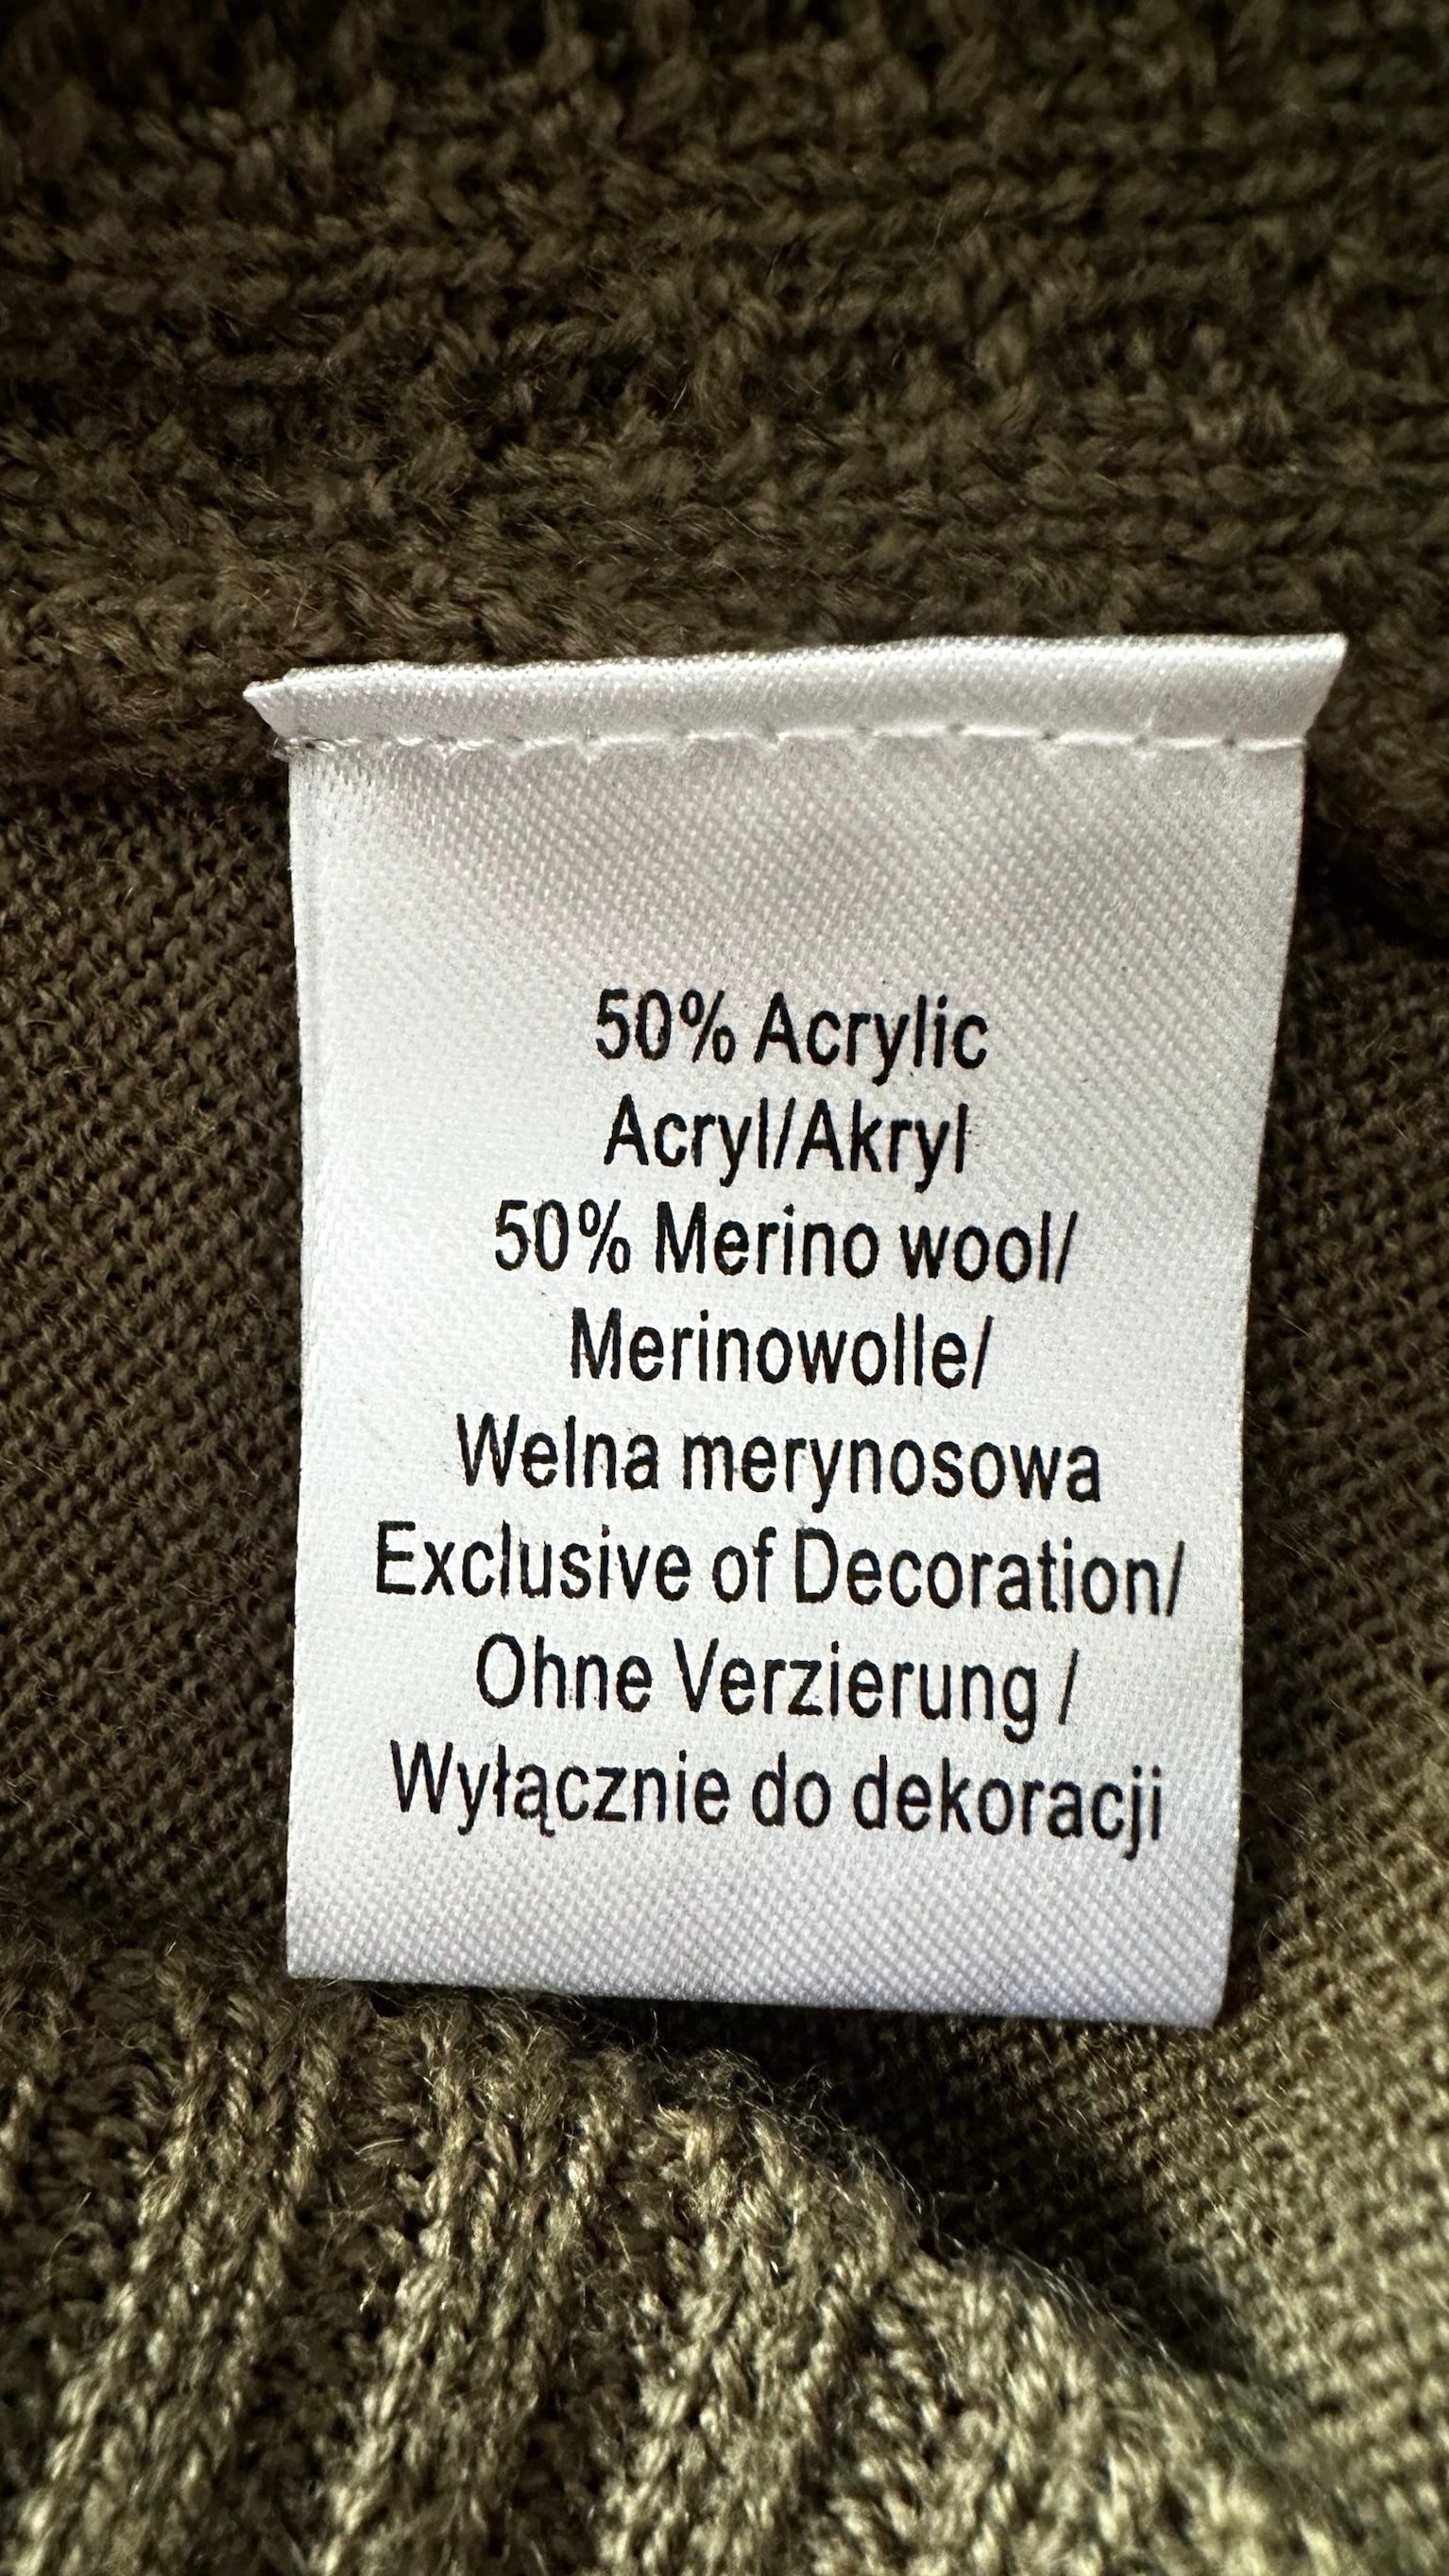 50% Acrylic
Acryl/Akryl
50% Merino wool/
Merinowolle/
Welna merynosowa
Exclusive of Decoration/
Ohne Verzierung /
Wyłącznie do dekoracji